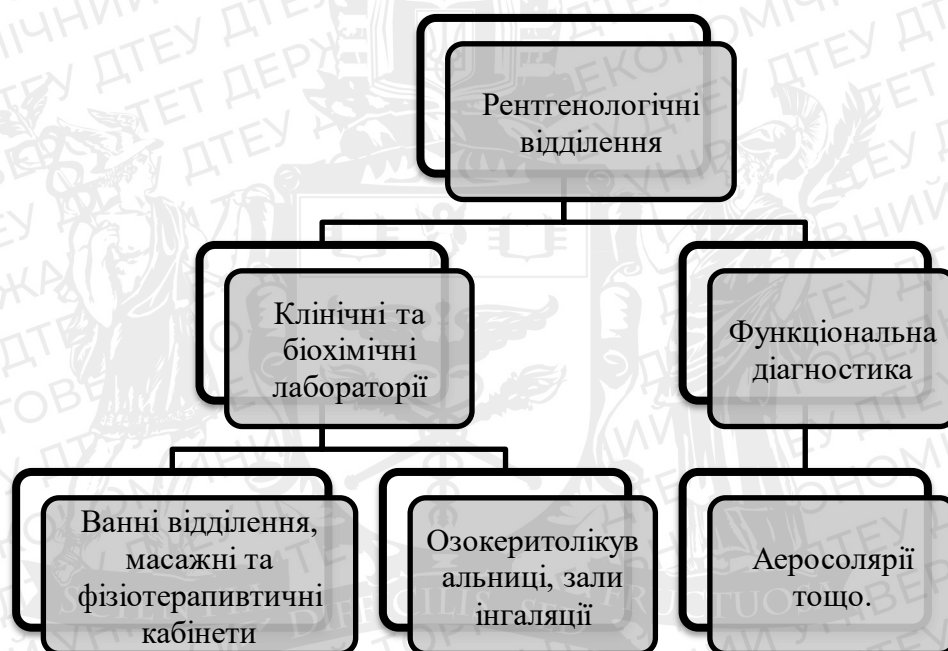 Рентгенологічні
відділення
Клінічні та
біохімічні
лабораторії
Функціональна
діагностика
Ванні відділення,
масажні та
фізіотерапивтичні
кабінети
Озокеритолікув
альниці, зали
інгаляції
Аеросолярії
тощо.